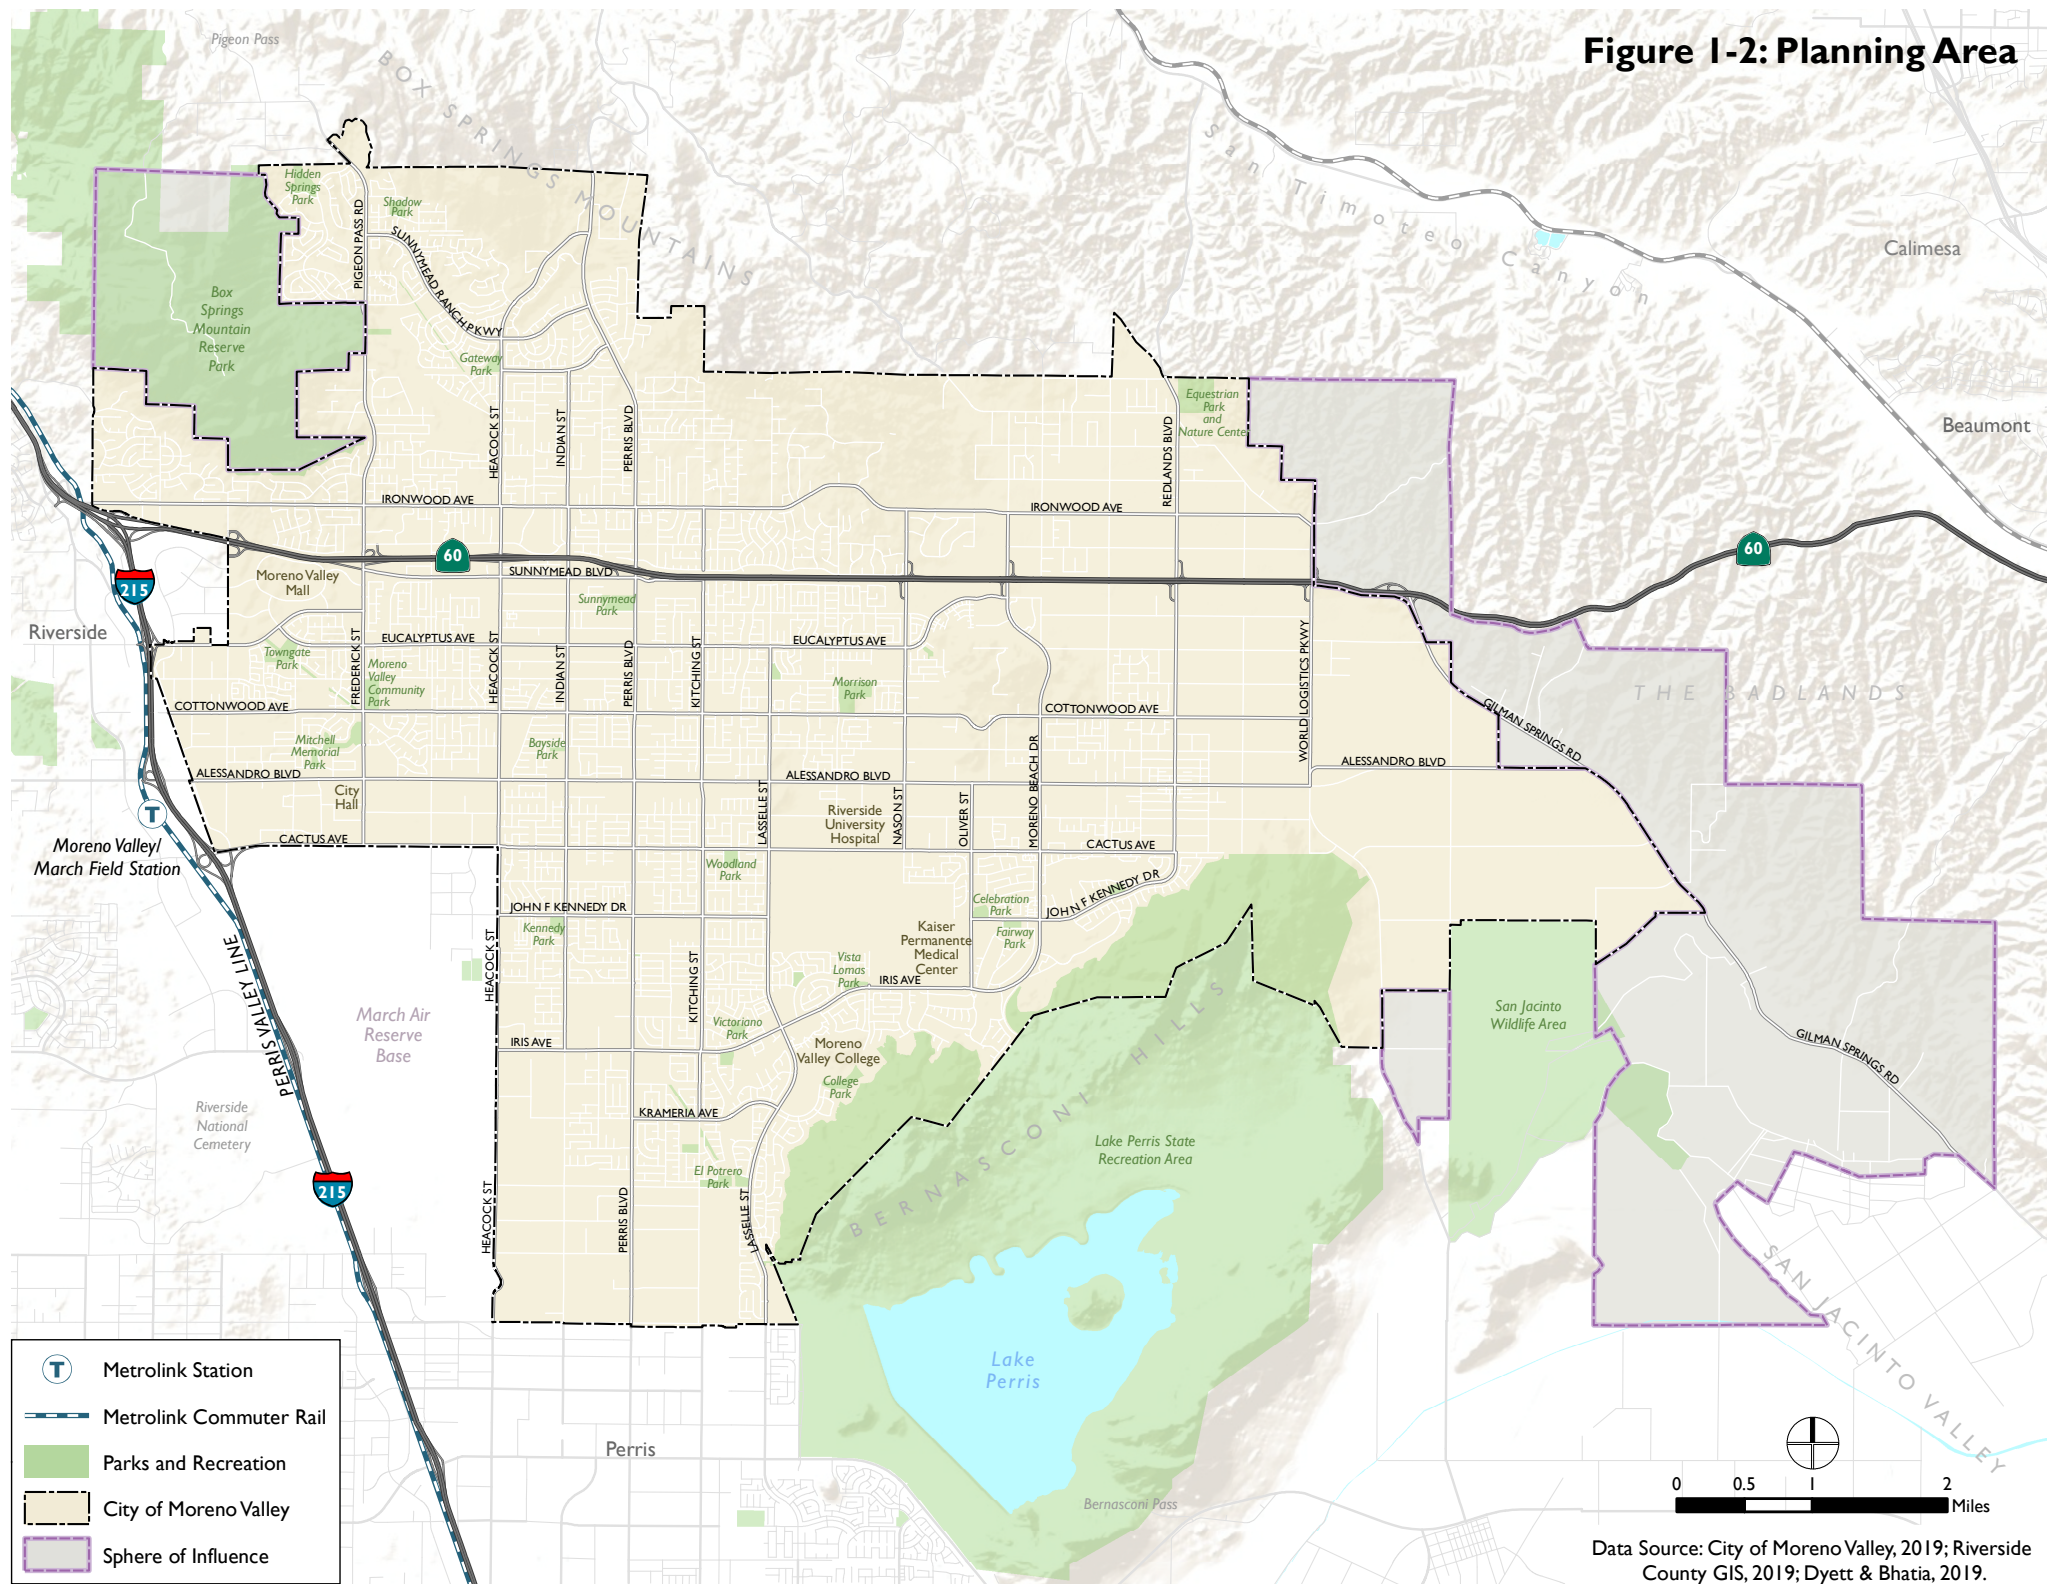 Figure 1-2: Planning Area
Pigeon Pass
BOX SPRINGS MOUNTAINS
San Timoteo Canyon
Calimesa
Beaumont
Hidden
Springs
Park
Shadow
Park
PIGEON PASS RD
SUNNYMEAD RANCH PKWY
Box
Springs
Mountain
Reserve
Park
Gateway
Park
HEACOCK ST
INDIAN ST
PERRIS BLVD
REDLANDS BLVD
Equestrian
Park
and
Nature Center
IRONWOOD AVE
IRONWOOD AVE
60
60
215
Moreno Valley
Mall
SUNNYMEAD BLVD
Sunnymead
Park
Riverside
EUCALYPTUS AVE
EUCALYPTUS AVE
Towngate
Park
FREDERICK ST
Moreno
Valley
Community
Park
HEACOCK ST
INDIAN ST
PERRIS BLVD
KITCHING ST
Morrison
Park
WORLD LOGISTICS PKWY
THE BADLANDS
GILMAN SPRINGS RD
COTTONWOOD AVE
COTTONWOOD AVE
Mitchell
Memorial
Park
Bayside
Park
MORENO BEACH DR
ALESSANDRO BLVD
ALESSANDRO BLVD
ALESSANDRO BLVD
City
Hall
LASSELLE ST
Riverside
University
Hospital
NASON ST
OLIVER ST
T
Moreno Valley/
March Field Station
CACTUS AVE
CACTUS AVE
Woodland
Park
JOHN F KENNEDY DR
JOHN F KENNEDY DR
Celebration
Park
Kennedy
Park
Fairway
Park
Kaiser
Permanente
Medical
Center
HEACOCK ST
KITCHING ST
Vista
Lomas
Park
IRIS AVE
PERRIS VALLEY LINE
March Air
Reserve
Base
Victoriano
Park
IRIS AVE
Moreno
Valley College
College
Park
San Jacinto
Wildlife Area
GILMAN SPRINGS RD
BERNASCONI HILLS
Riverside
National
Cemetery
KRAMERIA AVE
Lake Perris State
Recreation Area
El Potrero
Park
215
HEACOCK ST
PERRIS BLVD
LASSELLE ST
SAN JACINTO VALLEY
Lake
Perris
Perris
Bernasconi Pass
T Metrolink Station
Metrolink Commuter Rail
Parks and Recreation
City of Moreno Valley
Sphere of Influence
0 0.5 1 2
Miles
Data Source: City of Moreno Valley, 2019; Riverside
County GIS, 2019; Dyett & Bhatia, 2019.